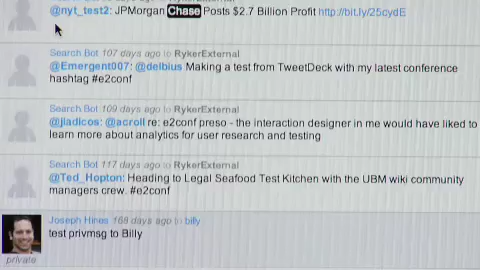 @nyt_test2: JPMorgan Chase Posts $2.7 Billion Profit http://bit.ly/25cydE
Search Bot 107 days ago to RykerExternal
@Emergent007: @delbius Making a test from TweetDeck with my latest conference
hashtag #e2conf
Search Bot 109 days ago to RykerExternal
@jladicos: @acroll re: e2conf preso - the interaction designer in me would have liked to
learn more about analytics for user research and testing
Search Bot 117 days ago to RykerExternal
@Ted_Hopton: Heading to Legal Seafood Test Kitchen with the UBM wiki community
managers crew. #e2conf
Joseph Hines 168 days ago to billy
test privmsg to Billy
private